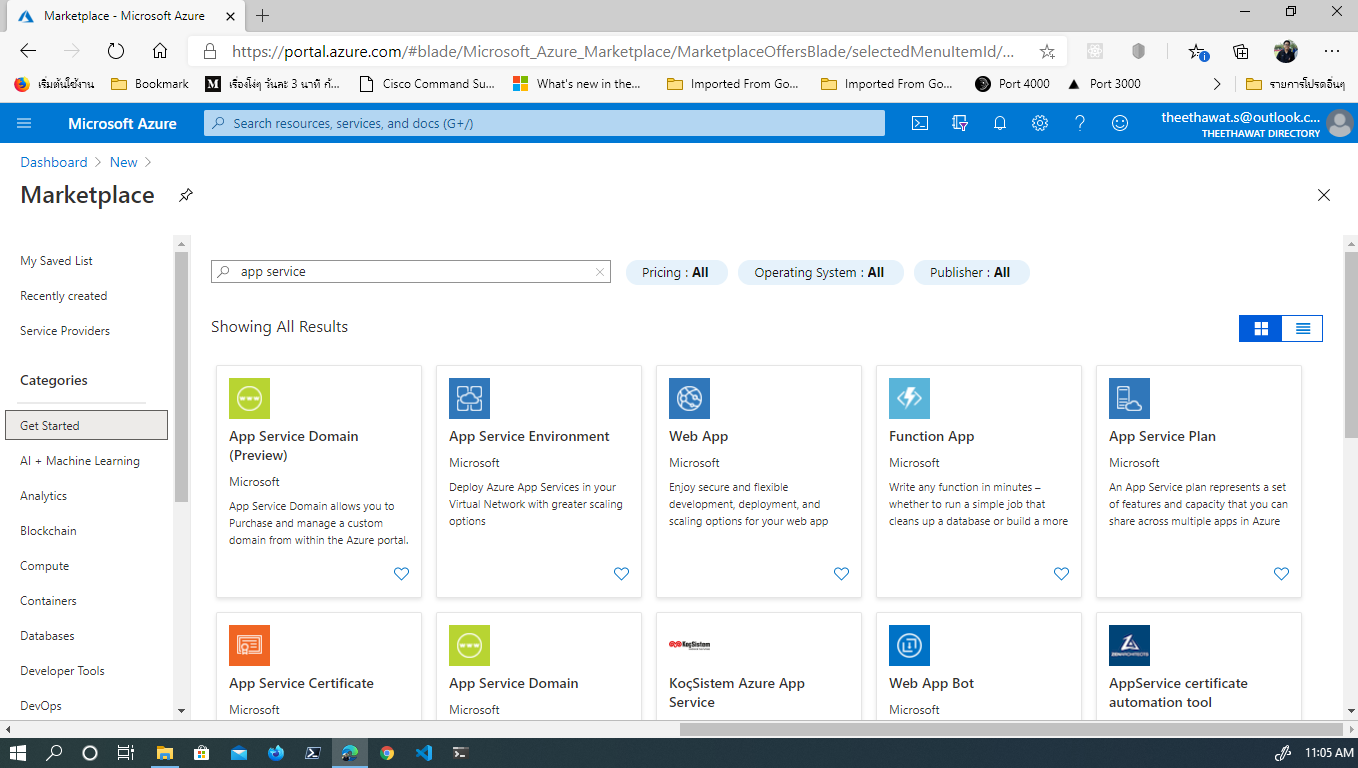 Marketplace - Microsoft Azure
https://portal.azure.com/#blade/Microsoft_Azure_Marketplace/MarketplaceOffersBlade/selectedMenuItemId/...
1
เริ่มต้นใช้งาน
Bookmark
เรื่องโง่ๆ วันละ 3 นาที ที่...
Cisco Command Su...
What's new in the...
Imported From Go...
Imported From Go...
Port 4000
Port 3000
รายการโปรดอื่นๆ
Microsoft Azure
Search resources, services, and docs (G+/)
theethawat.s@outlook.c...
THEETHAWAT DIRECTORY
Dashboard > New >
Marketplace
My Saved List
Recently created
Service Providers
Categories
Get Started
AI + Machine Learning
Analytics
Blockchain
Compute
Containers
Databases
Developer Tools
DevOps
app service
Pricing : All
Operating System : All
Publisher : All
Showing All Results
App Service Domain
(Preview)
Microsoft
App Service Domain allows you to
Purchase and manage a custom
domain from within the Azure portal.
App Service Environment
Microsoft
Deploy Azure App Services in your
Virtual Network with greater scaling
options
Web App
Microsoft
Enjoy secure and flexible
development, deployment, and
scaling options for your web app
Function App
Microsoft
Write any function in minutes –
whether to run a simple job that
cleans up a database or build a more
App Service Plan
Microsoft
An App Service plan represents a set
of features and capacity that you can
share across multiple apps in Azure
App Service Certificate
Microsoft
App Service Domain
Microsoft
KoçSistem
KoçSistem Azure App
Service
Web App Bot
Microsoft
ZENARCHITECTS
AppService certificate
automation tool
11:05 AM